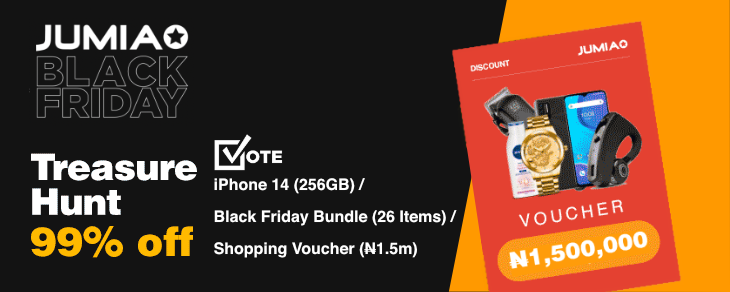 JUMIA
BLACK
FRIDAY
Treasure
Hunt
99% off
VOTE
iPhone 14 (256GB) /
Black Friday Bundle (26 Items) /
Shopping Voucher (₦1.5m)
DISCOUNT
JUMIA
NIVEA
VOUCHER
₦1,500,000